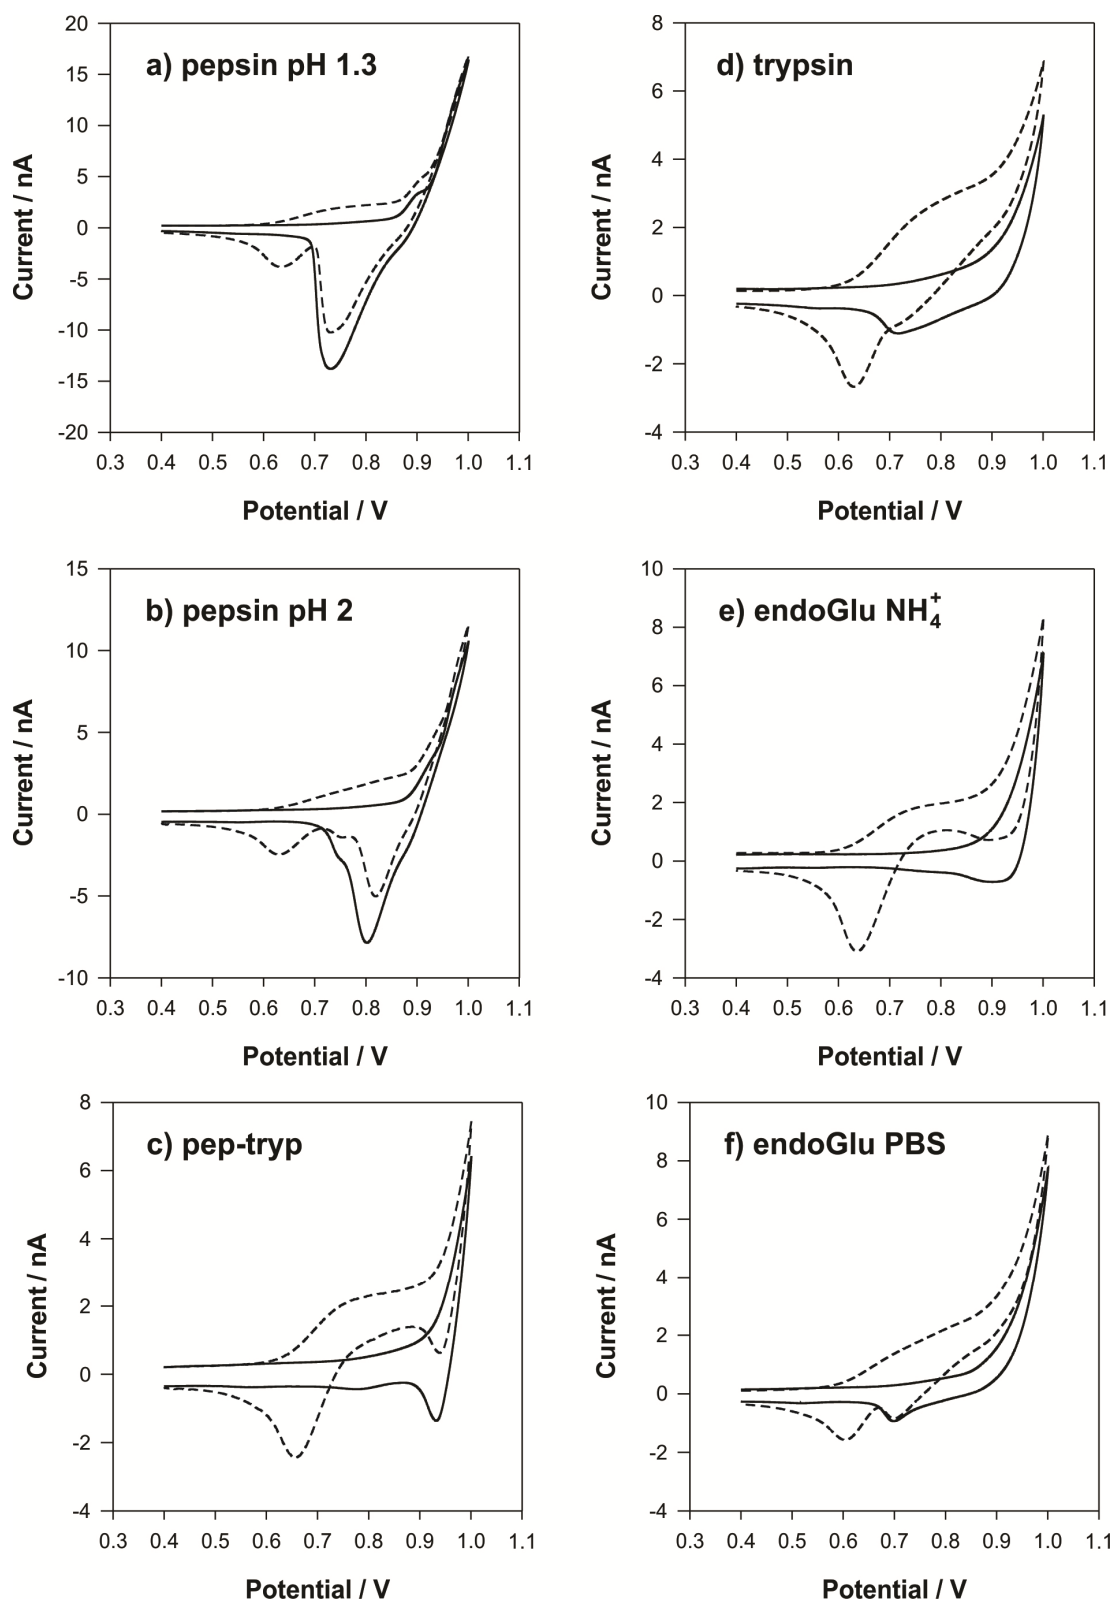 a) pepsin pH 1.3
Current / nA
20
15
10
5
0
-5
-10
-15
-20
0.3 0.4 0.5 0.6 0.7 0.8 0.9 1.0 1.1
Potential / V
d) trypsin
Current / nA
8
6
4
2
0
-2
-4
0.3 0.4 0.5 0.6 0.7 0.8 0.9 1.0 1.1
Potential / V
b) pepsin pH 2
Current / nA
15
10
5
0
-5
-10
0.3 0.4 0.5 0.6 0.7 0.8 0.9 1.0 1.1
Potential / V
e) endoGlu NH₄⁺
Current / nA
10
8
6
4
2
0
-2
-4
0.3 0.4 0.5 0.6 0.7 0.8 0.9 1.0 1.1
Potential / V
c) pep-tryp
Current / nA
8
6
4
2
0
-2
-4
0.3 0.4 0.5 0.6 0.7 0.8 0.9 1.0 1.1
Potential / V
f) endoGlu PBS
Current / nA
10
8
6
4
2
0
-2
-4
0.3 0.4 0.5 0.6 0.7 0.8 0.9 1.0 1.1
Potential / V